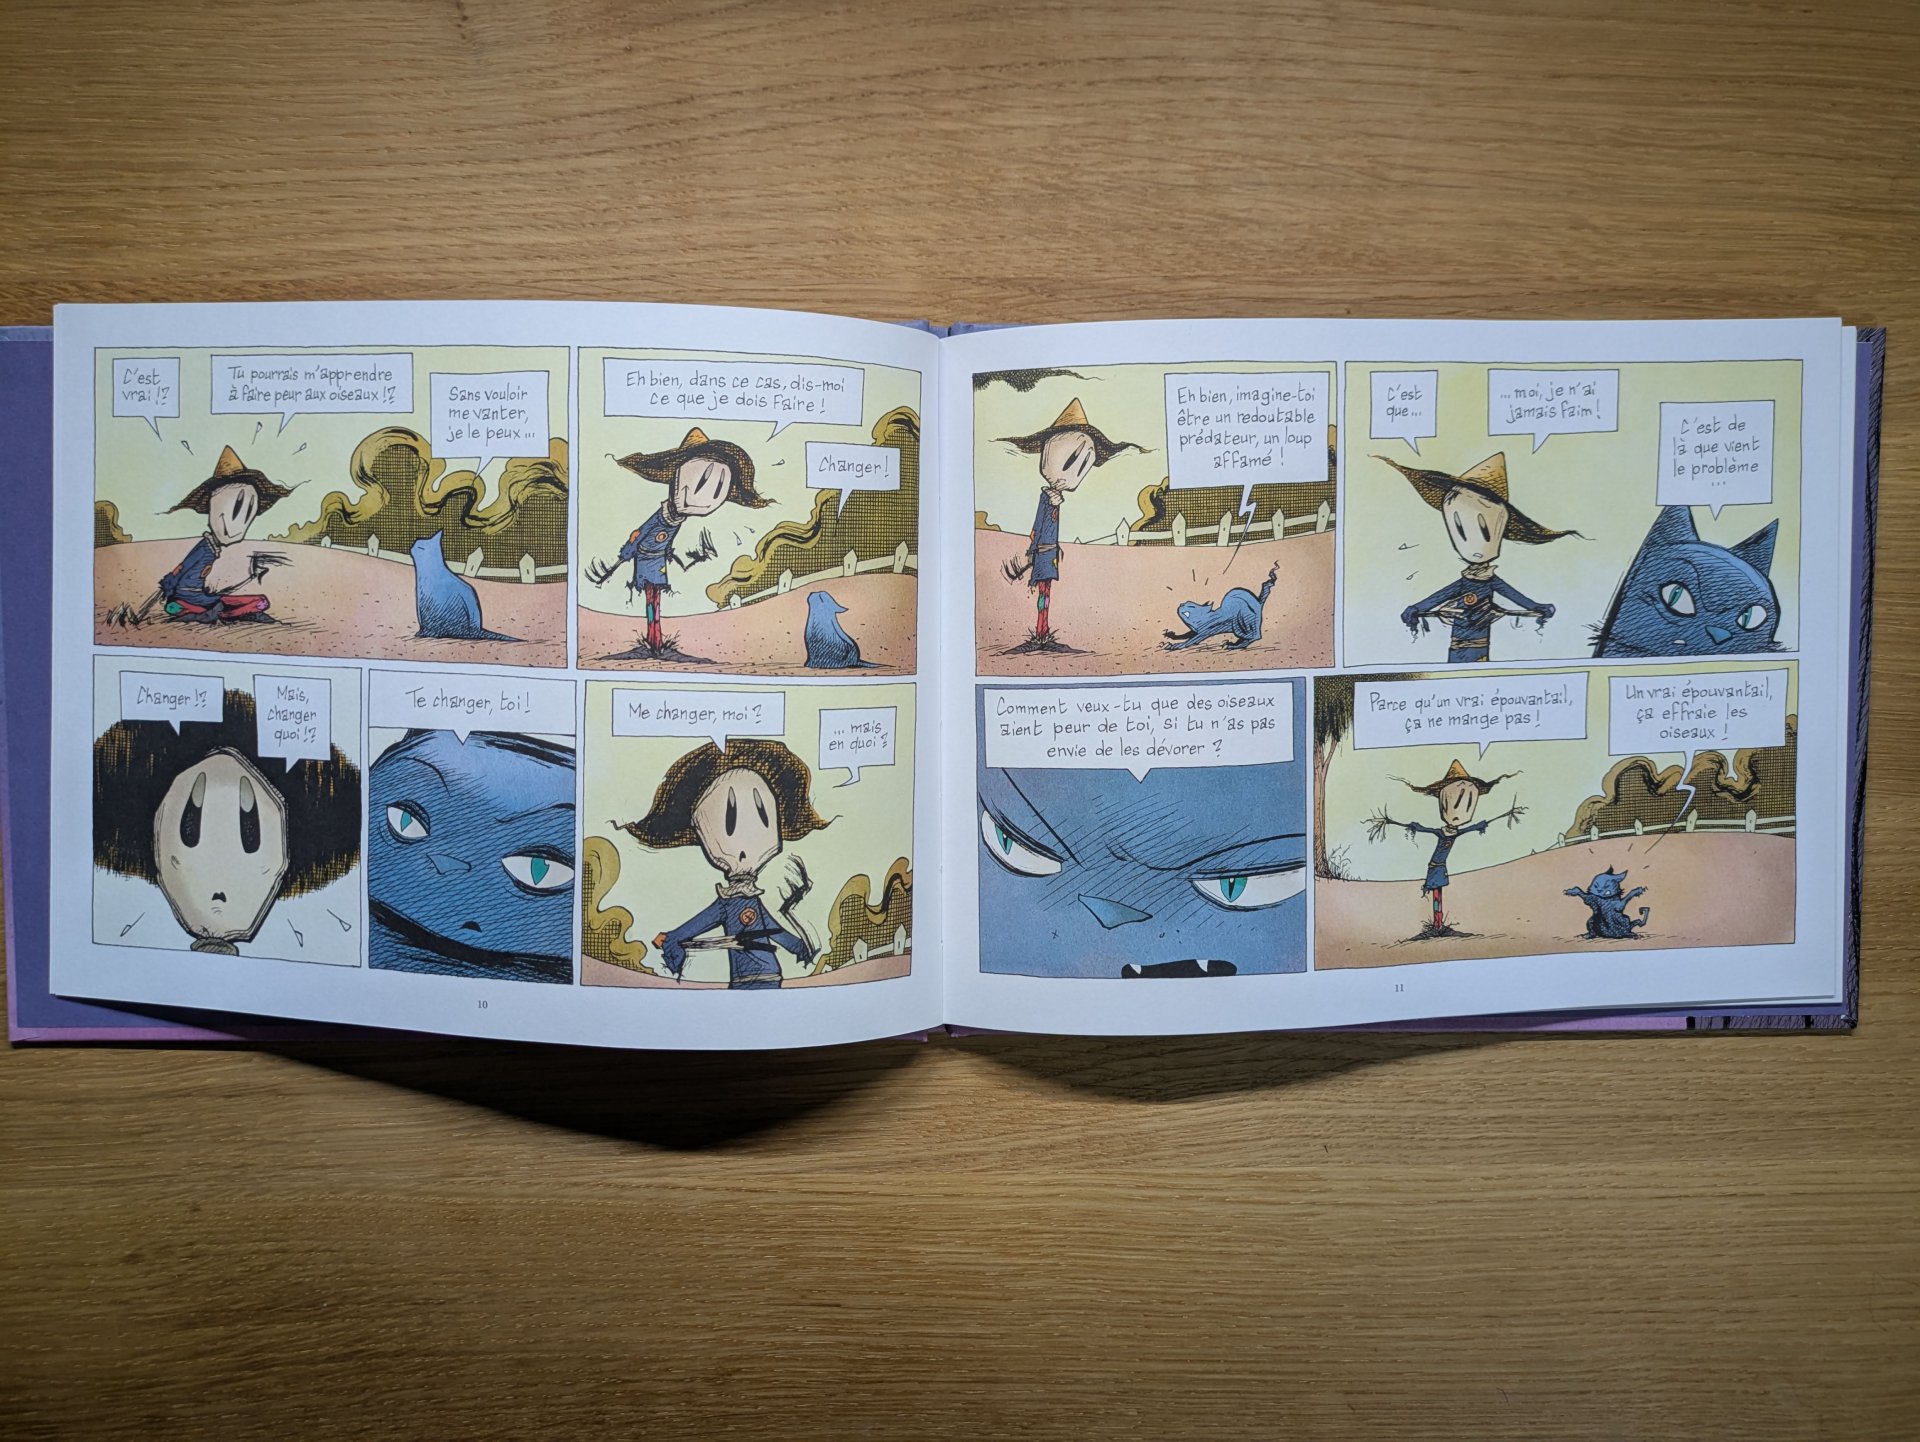 C'est
vrai !?
Tu pourrais m'apprendre
à faire peur aux oiseaux !?
Sans vouloir
me vanter,
je le peux...
Eh bien, dans ce cas, dis-moi
ce que je dois faire !
Changer !
Changer !?
Mais,
changer
quoi !?
Te changer, toi !
Me changer, moi ?
... mais
en quoi ?
10
Eh bien, imagine-toi
être un redoutable
prédateur, un loup
affamé !
C'est
que...
... moi, je n'ai
jamais faim !
C'est de
là que vient
le problème
...
Comment veux-tu que des oiseaux
aient peur de toi, si tu n'as pas
envie de les dévorer ?
Parce qu'un vrai épouvantail,
ça ne mange pas !
Un vrai épouvantail,
ça effraie les
oiseaux !
11